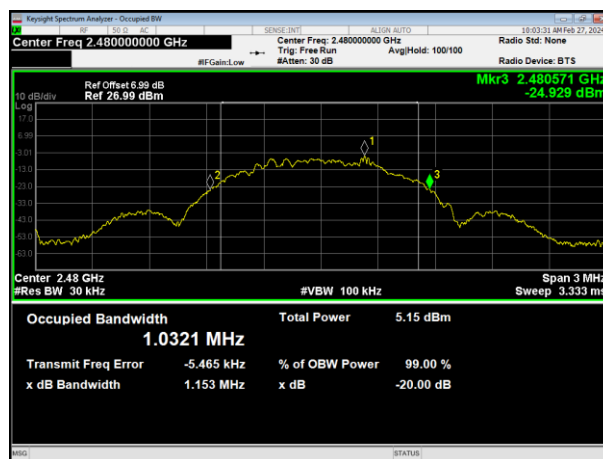 Keysight Spectrum Analyzer - Occupied BW
RF 50 Ω AC SENSE:INT ALIGN AUTO 10:03:31 AM Feb 27, 2024
Center Freq 2.480000000 GHz
Center Freq: 2.480000000 GHz
Radio Std: None
Trig: Free Run Avg|Hold: 100/100
#IFGain:Low #Atten: 30 dB Radio Device: BTS
Mkr3 2.480571 GHz
-24.929 dBm
Ref Offset 6.99 dB
10 dB/div Ref 26.99 dBm
Log
17.0
6.99
-3.01
-13.0
-23.0
-33.0
-43.0
-53.0
-63.0
1
2
3
Center 2.48 GHz Span 3 MHz
#Res BW 30 kHz #VBW 100 kHz Sweep 3.333 ms
Occupied Bandwidth Total Power 5.15 dBm
1.0321 MHz
Transmit Freq Error -5.465 kHz % of OBW Power 99.00 %
x dB Bandwidth 1.153 MHz x dB -20.00 dB
MSG STATUS